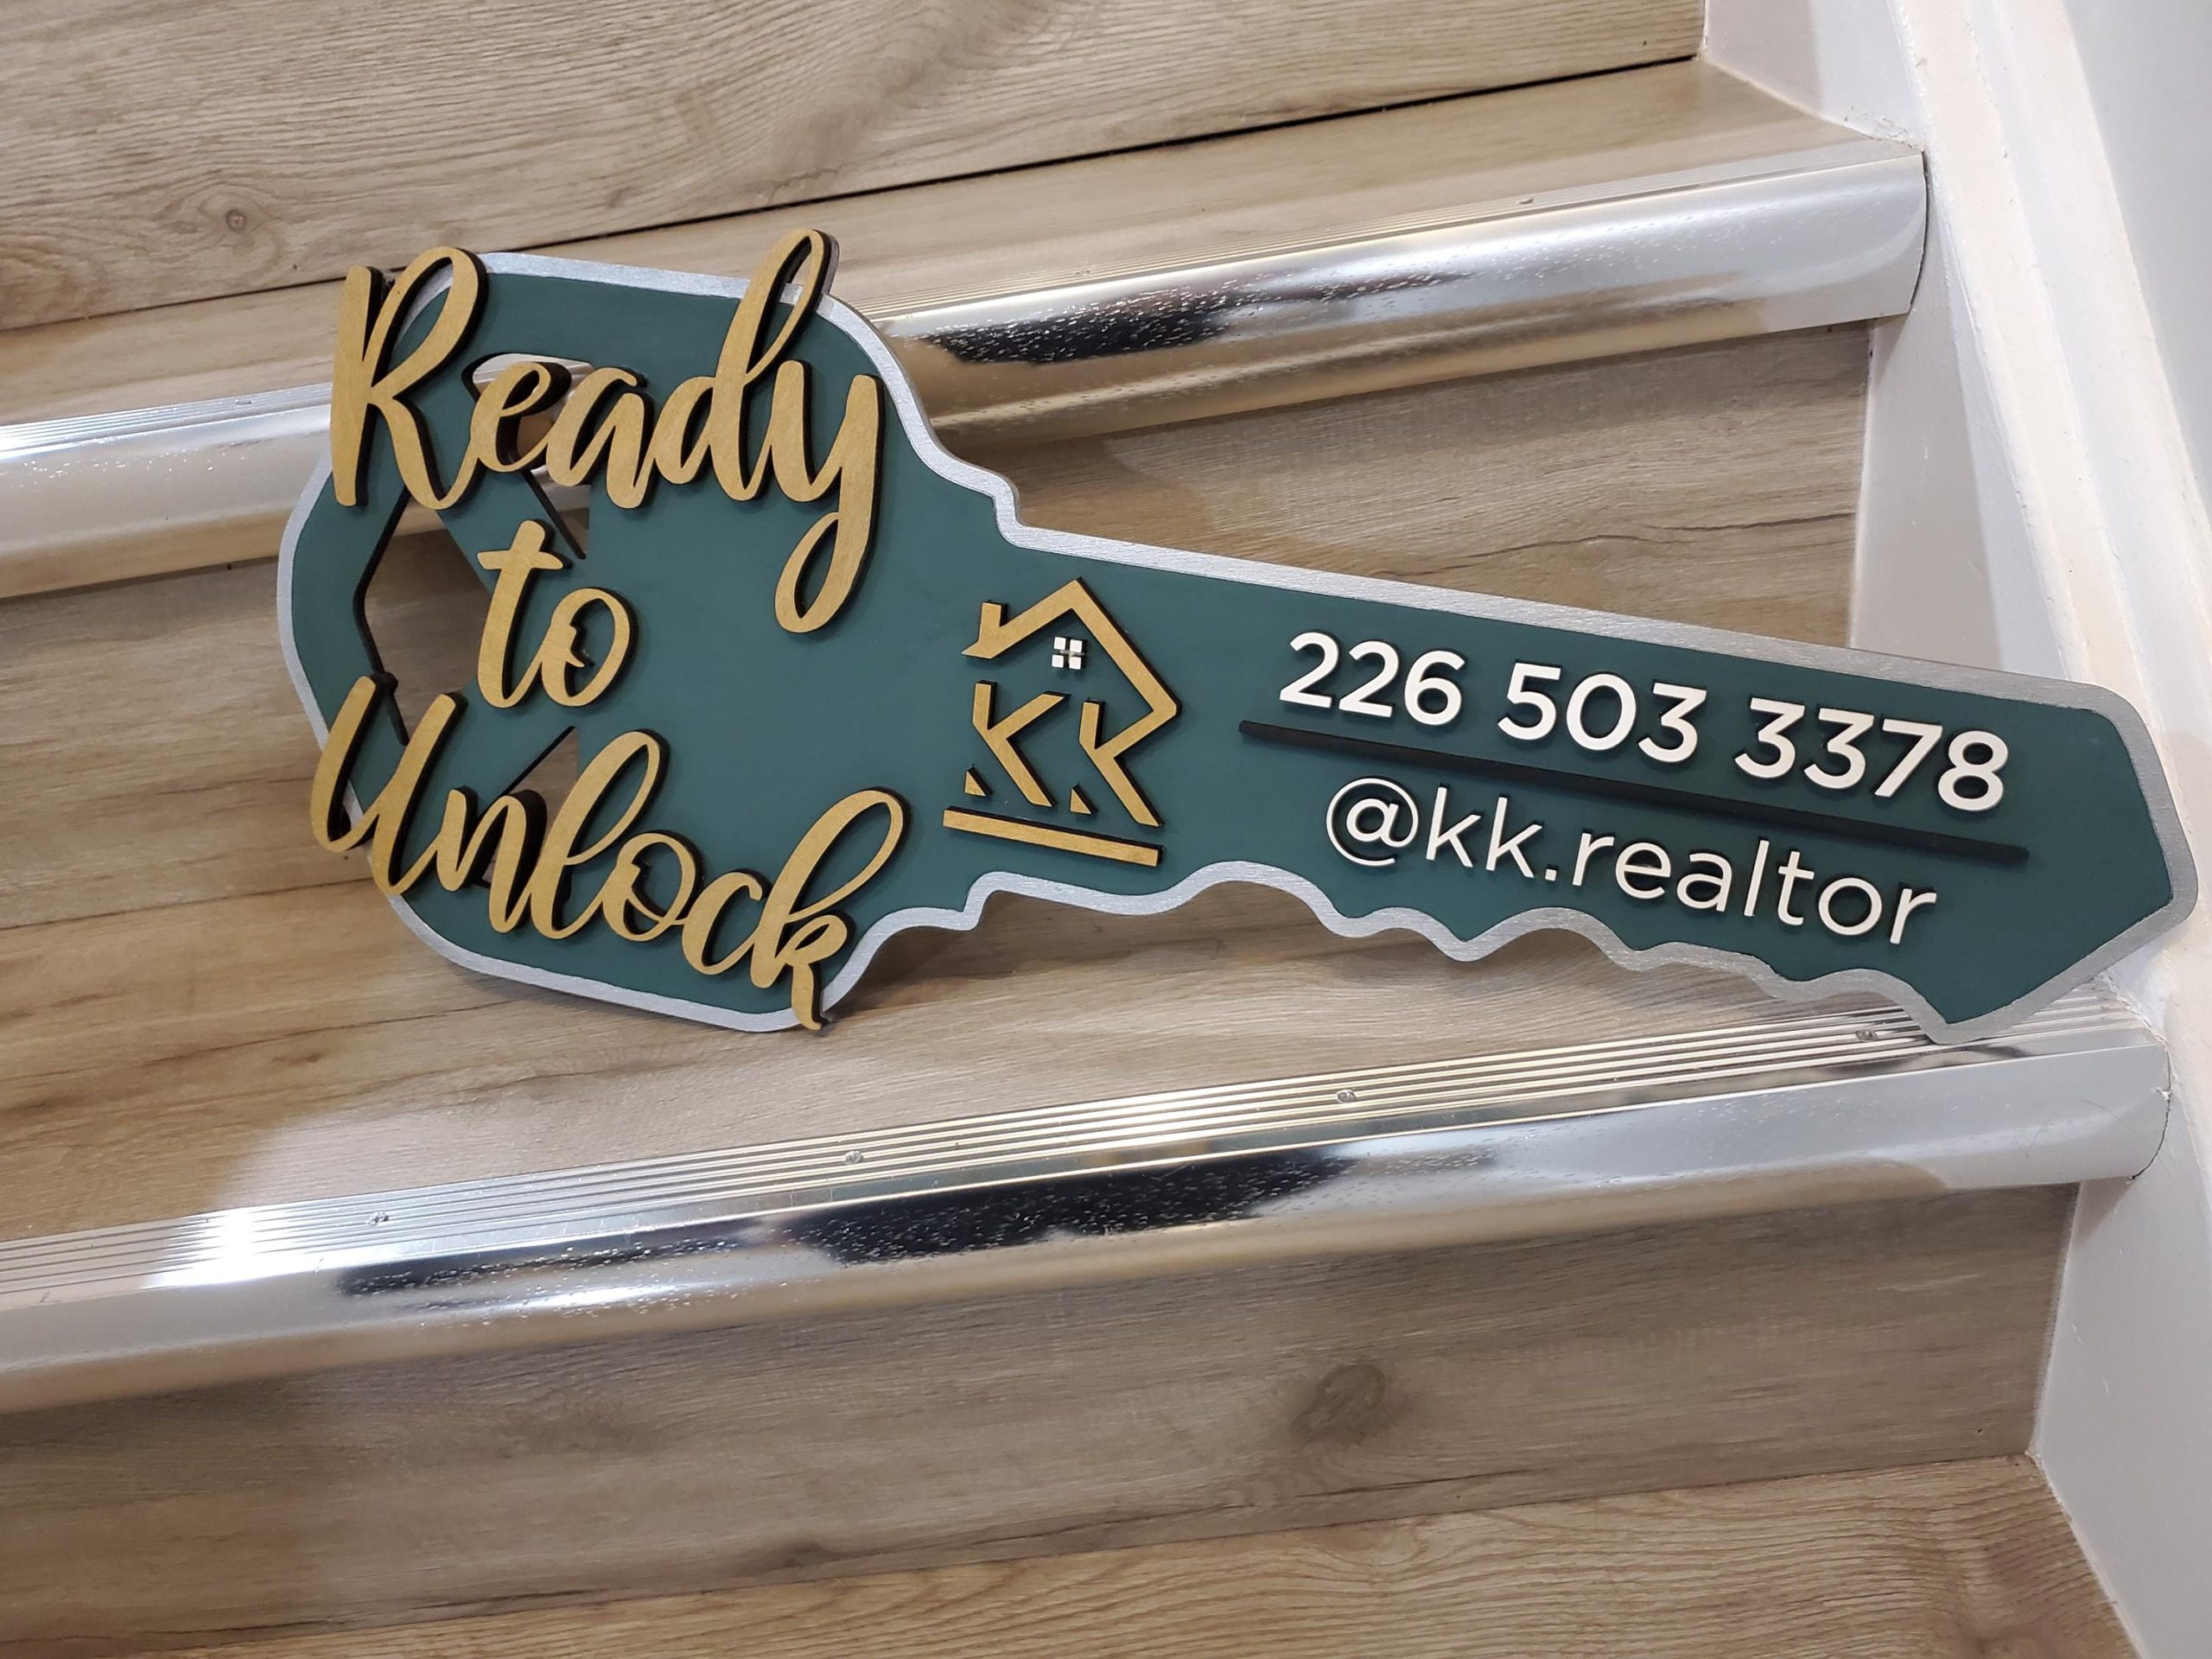 Ready
to
Unlock
KK
226 503 3378
@kk.realtor